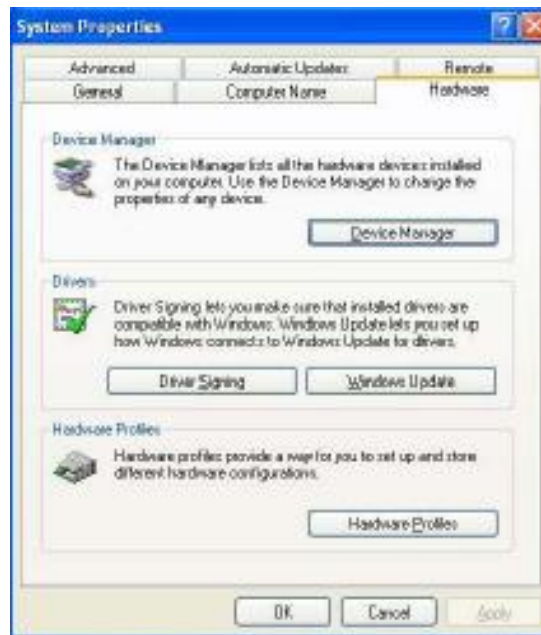 System Properties
Advanced Automatic Updates Remote
General Computer Name Hardware
Device Manager
The Device Manager lists all the hardware devices installed
on your computer. Use the Device Manager to change the
properties of any device.
Device Manager
Drivers
Driver Signing lets you make sure that installed drivers are
compatible with Windows. Windows Update lets you set up
how Windows connects to Windows Update for drivers.
Driver Signing Windows Update
Hardware Profiles
Hardware profiles provide a way for you to set up and store
different hardware configurations.
Hardware Profiles
OK Cancel Apply